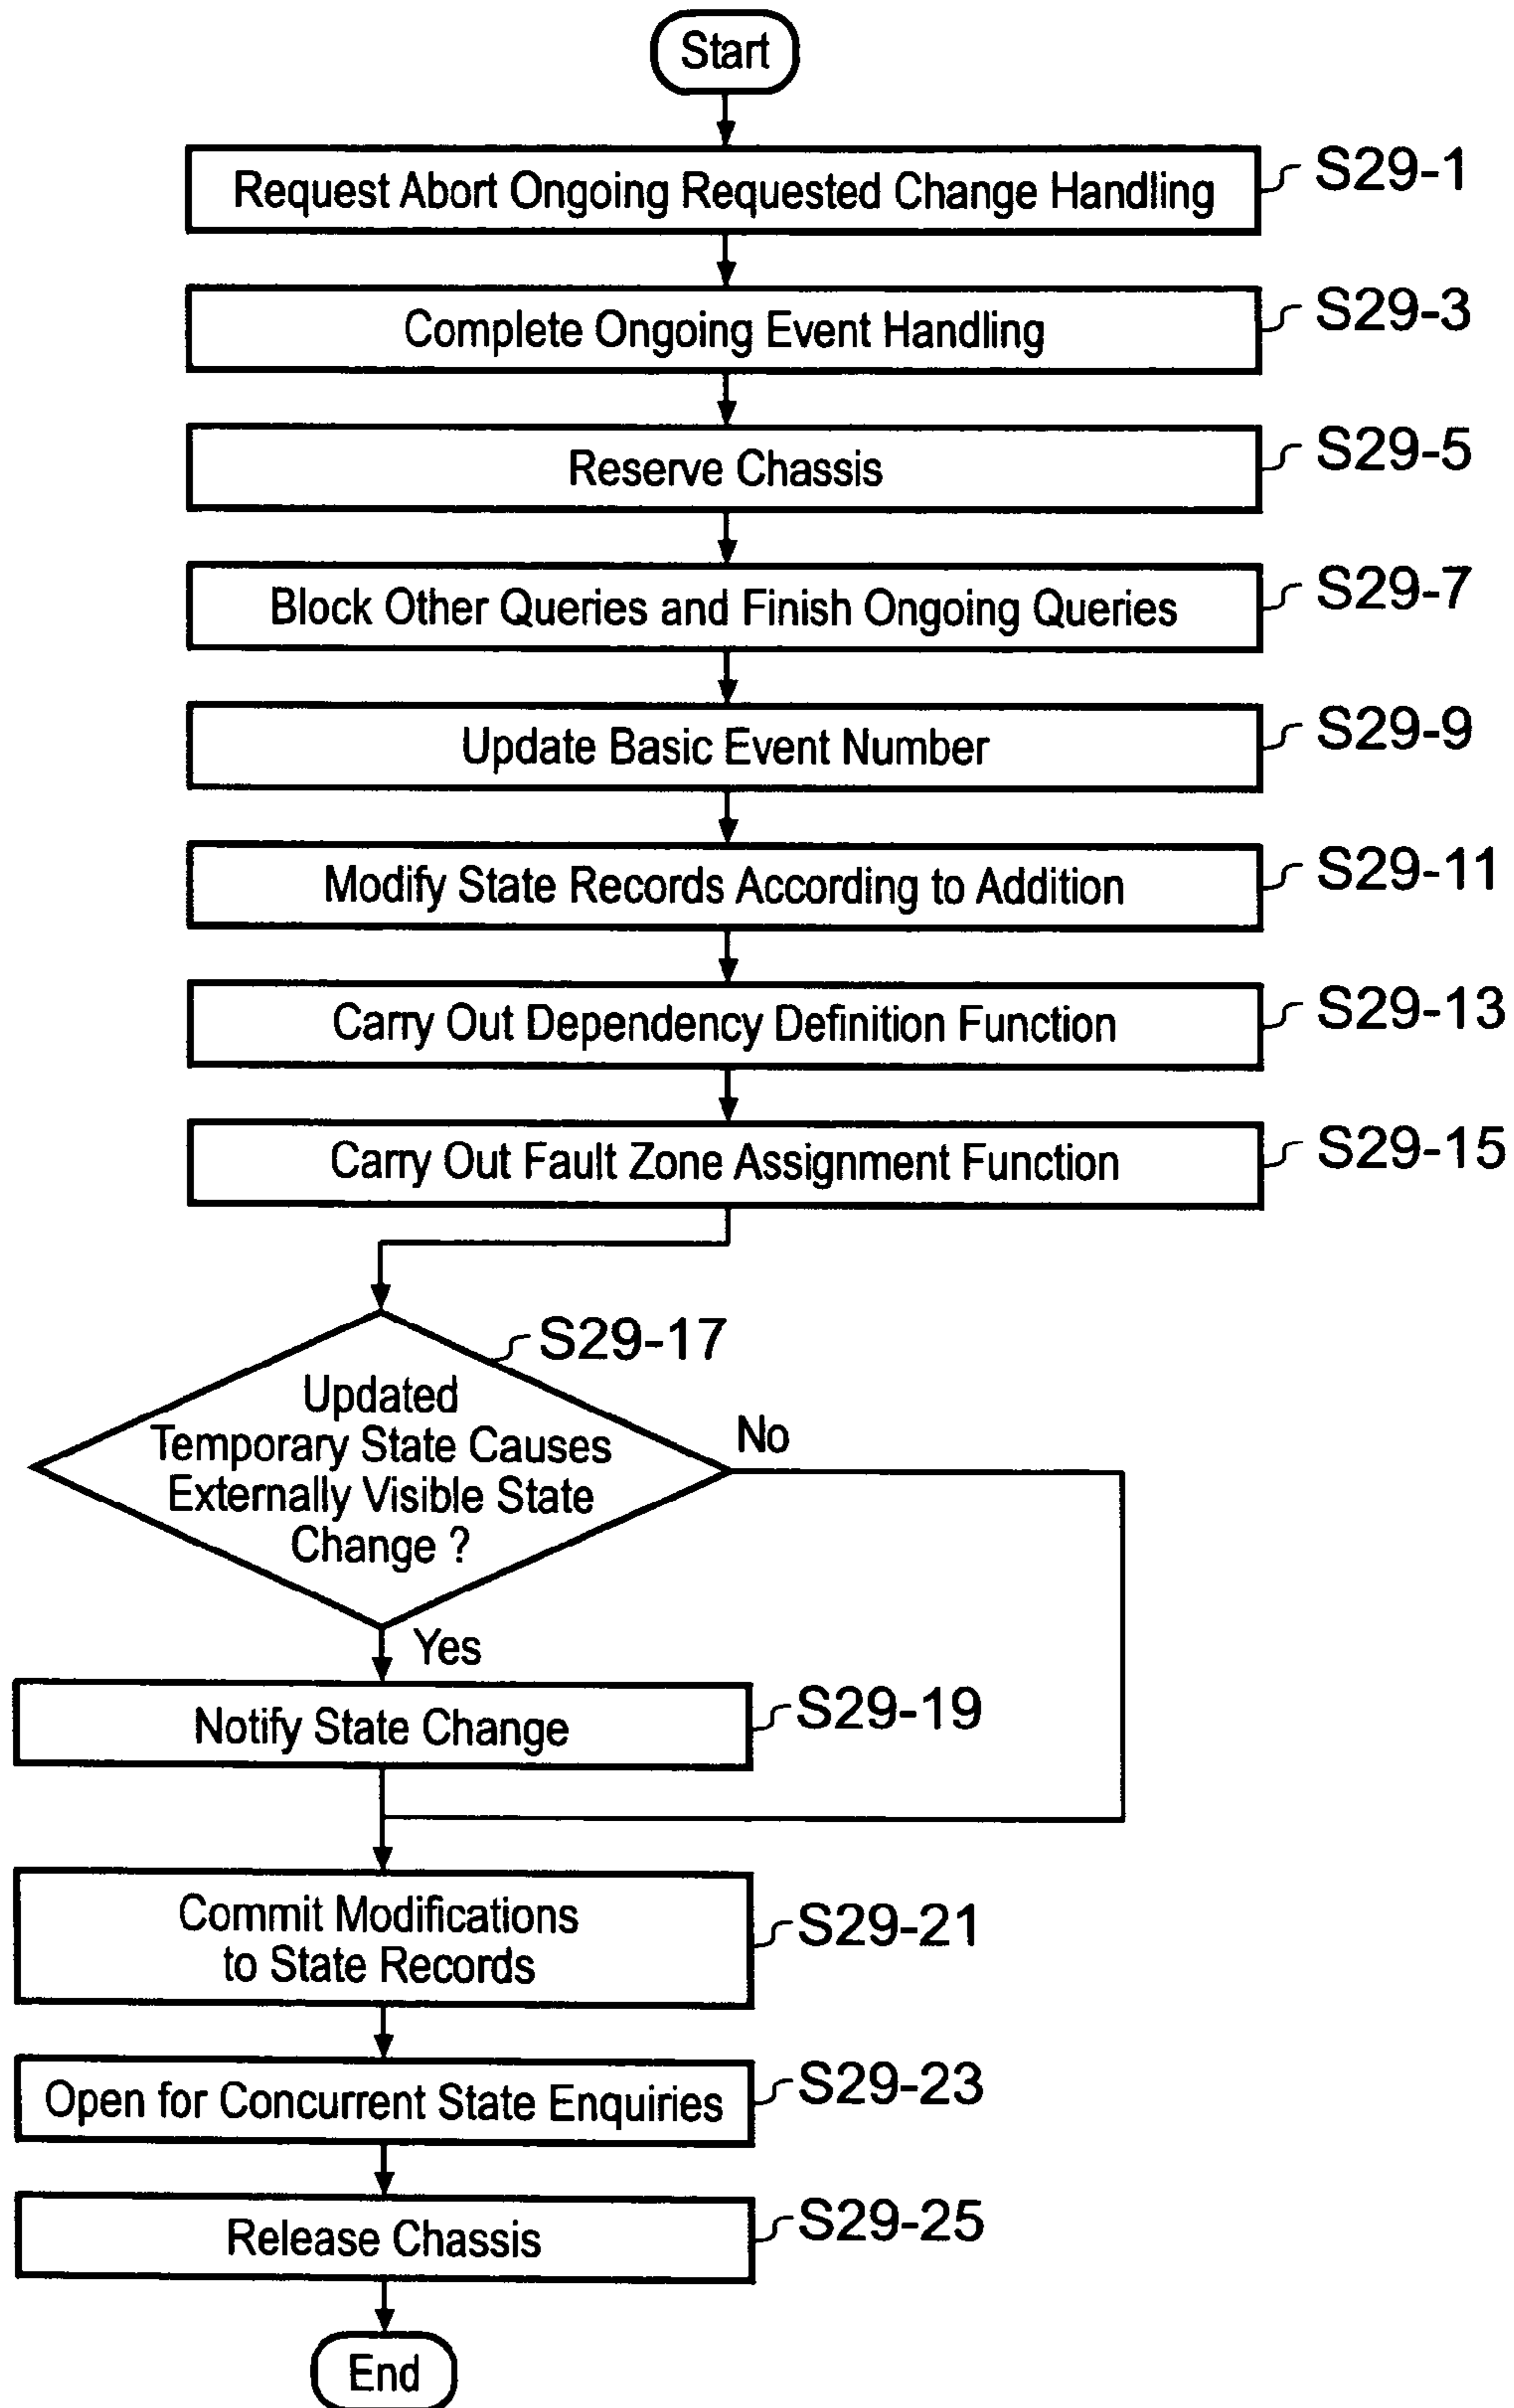 Start
Request Abort Ongoing Requested Change Handling
S29-1
Complete Ongoing Event Handling
S29-3
Reserve Chassis
S29-5
Block Other Queries and Finish Ongoing Queries
S29-7
Update Basic Event Number
S29-9
Modify State Records According to Addition
S29-11
Carry Out Dependency Definition Function
S29-13
Carry Out Fault Zone Assignment Function
S29-15
S29-17
Updated
Temporary State Causes
Externally Visible State
Change ?
No
Yes
Notify State Change
S29-19
Commit Modifications
to State Records
S29-21
Open for Concurrent State Enquiries
S29-23
Release Chassis
S29-25
End